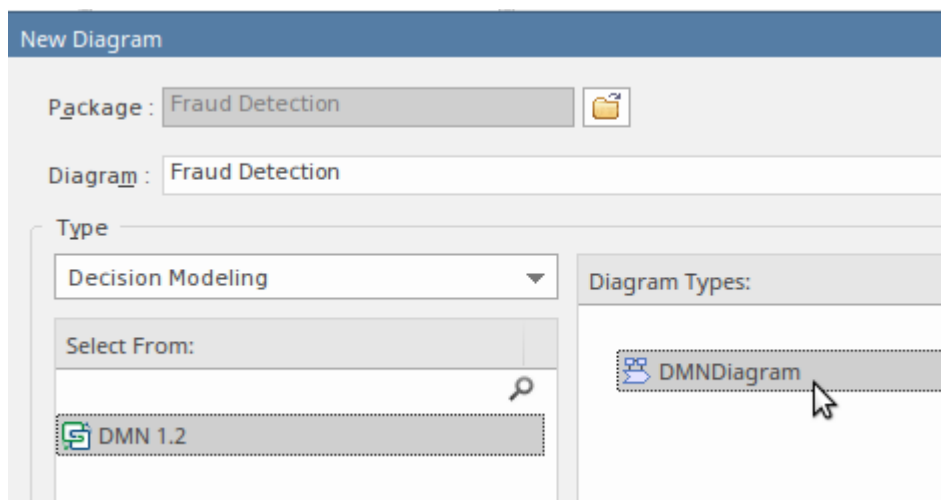 New Diagram
Package : Fraud Detection
Diagram : Fraud Detection
Type
Decision Modeling
Diagram Types:
Select From:
DMNDiagram
DMN 1.2